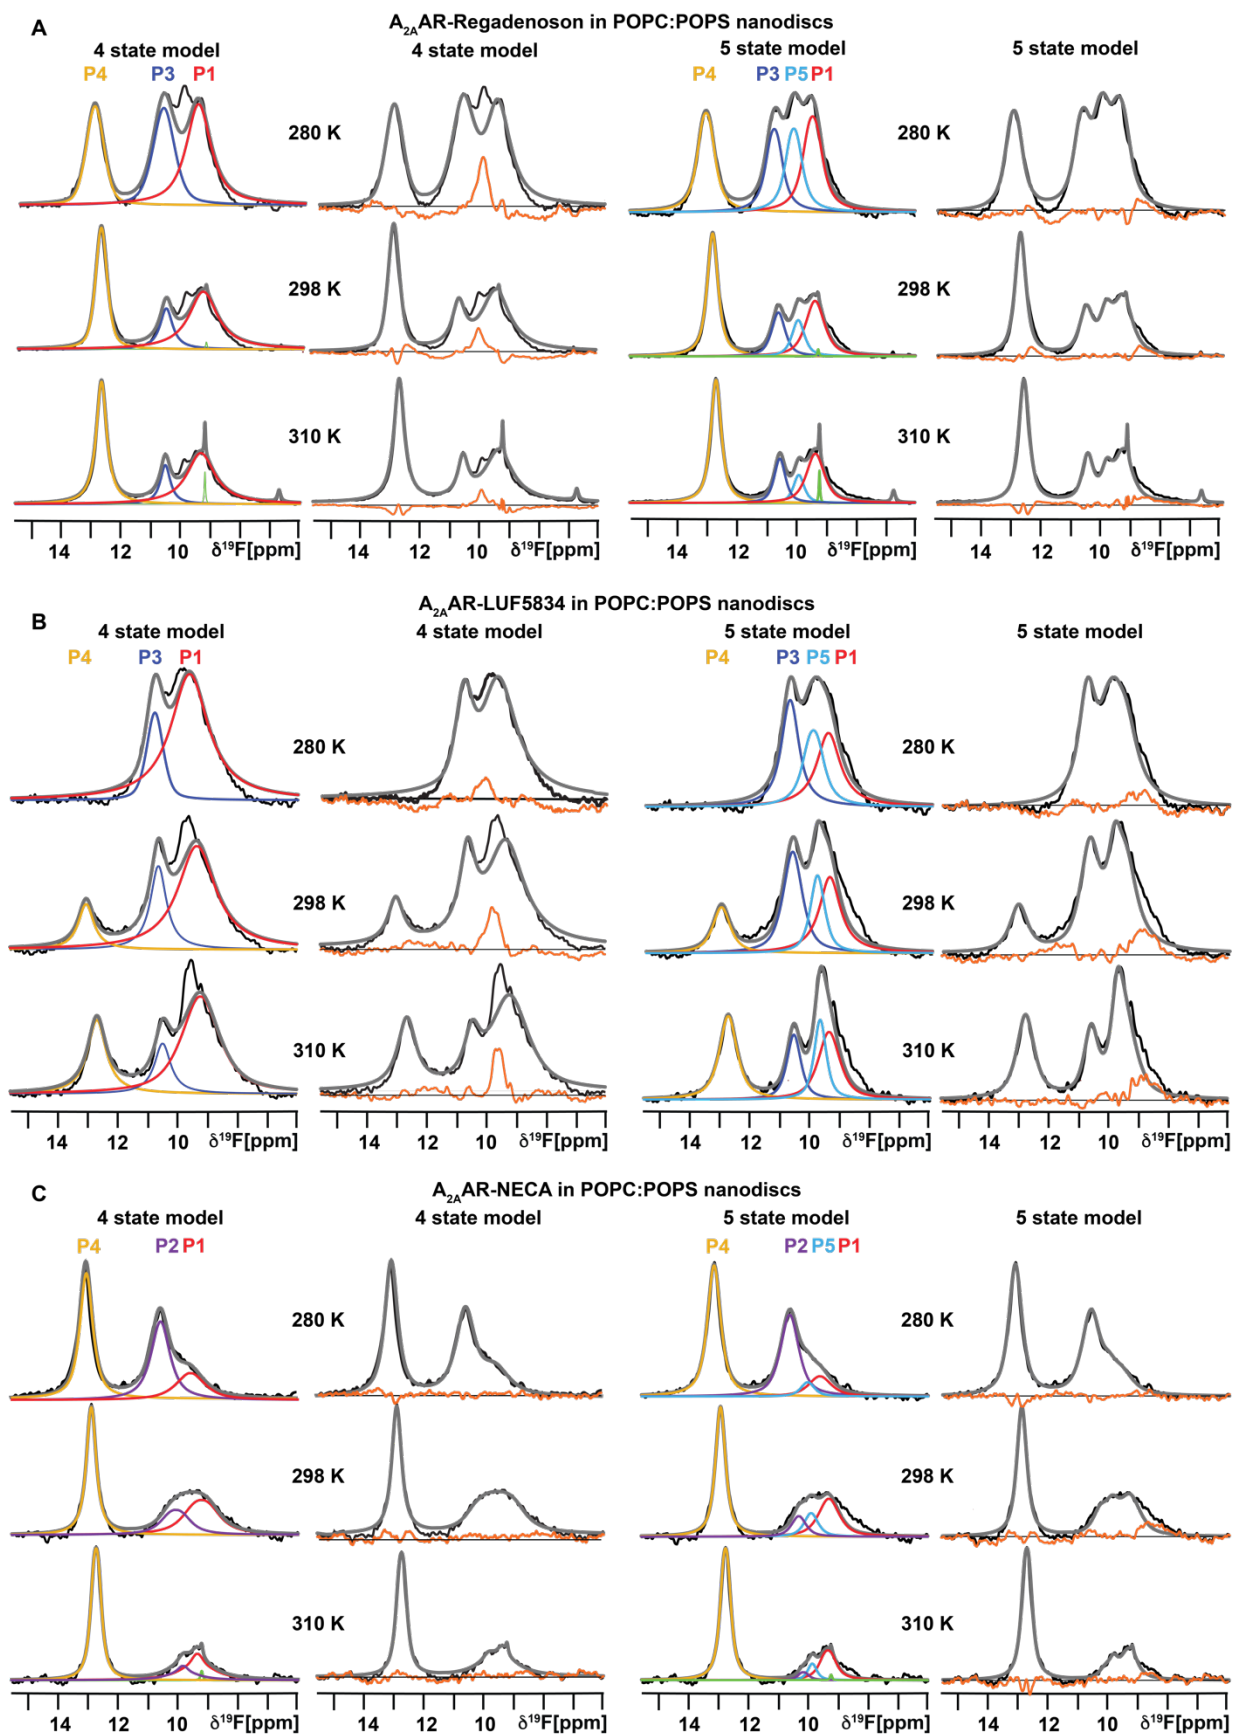 A
A2AAR-Regadenoson in POPC:POPS nanodiscs
4 state model 4 state model 5 state model 5 state model
P4 P3 P1 P4 P3 P5 P1
280 K 280 K
298 K 298 K
310 K 310 K
14 12 10 δ¹⁹F[ppm] 14 12 10 δ¹⁹F[ppm] 14 12 10 δ¹⁹F[ppm] 14 12 10 δ¹⁹F[ppm]
B
A2AAR-LUF5834 in POPC:POPS nanodiscs
4 state model 4 state model 5 state model 5 state model
P4 P3 P1 P4 P3 P5 P1
280 K 280 K
298 K 298 K
310 K 310 K
14 12 10 δ¹⁹F[ppm] 14 12 10 δ¹⁹F[ppm] 14 12 10 δ¹⁹F[ppm] 14 12 10 δ¹⁹F[ppm]
C
A2AAR-NECA in POPC:POPS nanodiscs
4 state model 4 state model 5 state model 5 state model
P4 P2 P1 P4 P2 P5 P1
280 K 280 K
298 K 298 K
310 K 310 K
14 12 10 δ¹⁹F[ppm] 14 12 10 δ¹⁹F[ppm] 14 12 10 δ¹⁹F[ppm] 14 12 10 δ¹⁹F[ppm]